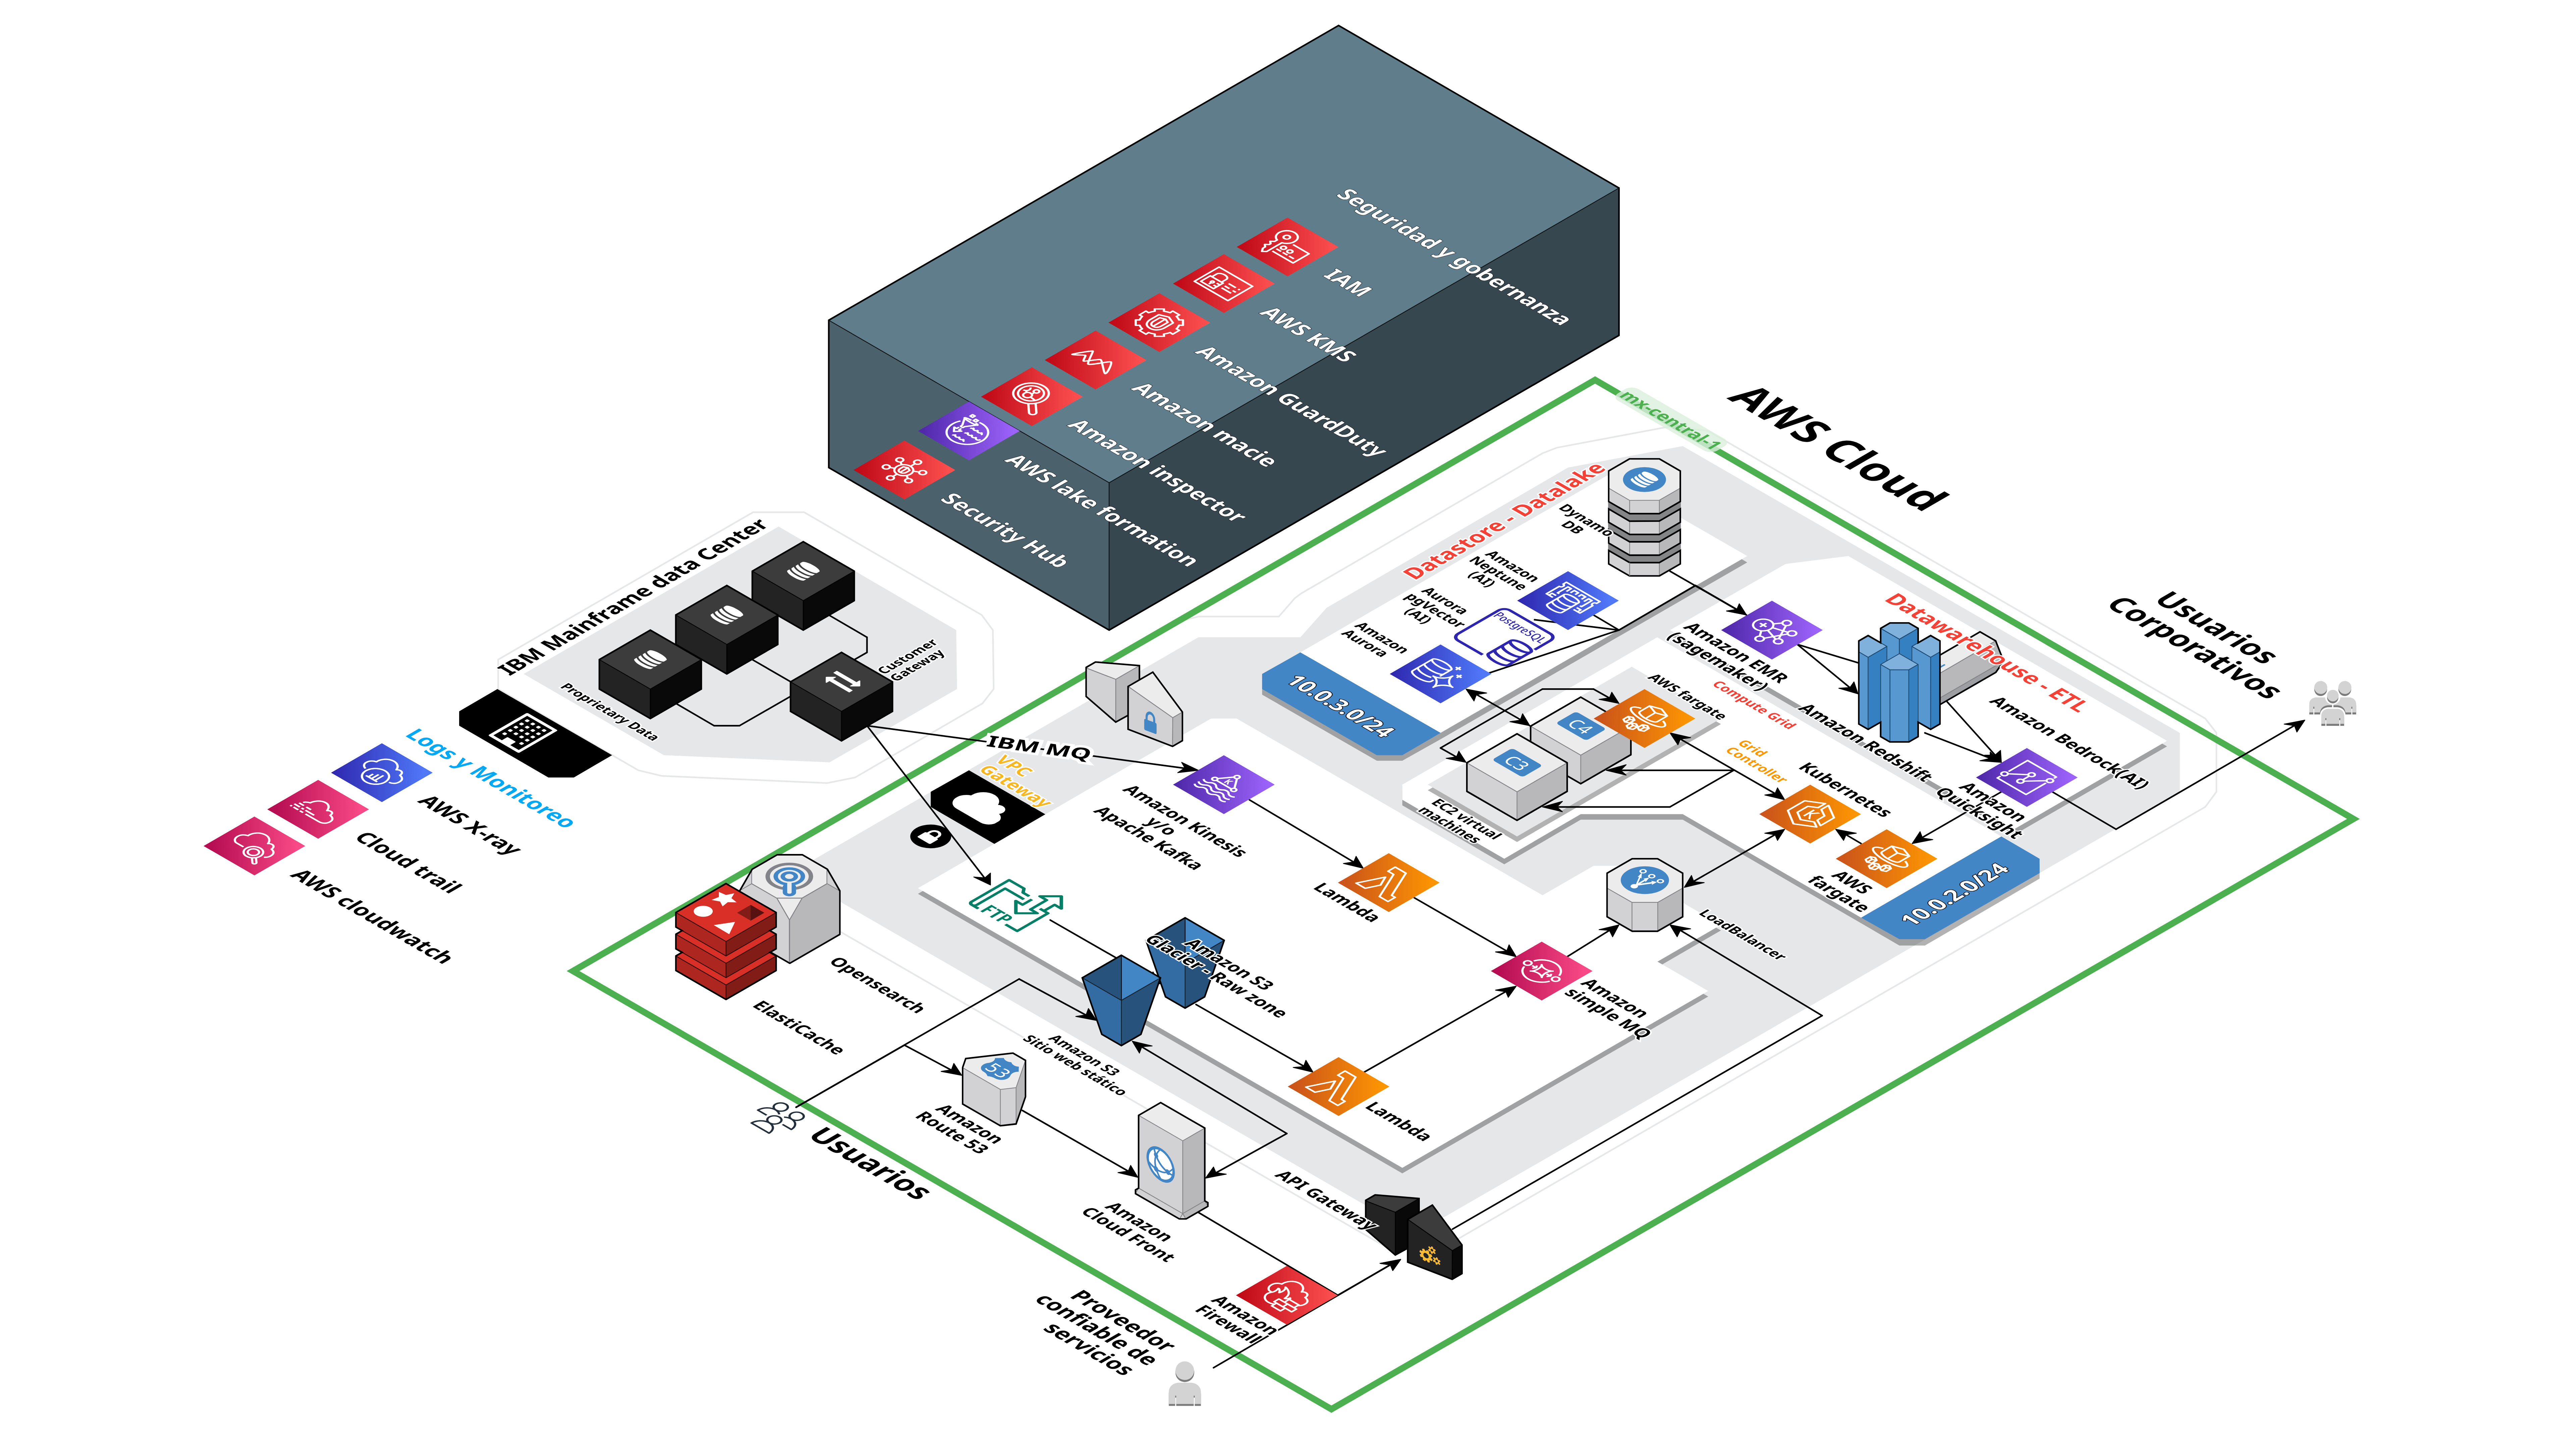 Seguridad y gobernanza
IAM
AWS KMS
Amazon GuardDuty
Amazon macie
Amazon inspector
AWS lake formation
Security Hub
AWS Cloud
mx-central-1
Datastore - Datalake
Dynamo
DB
Amazon
Neptune
(AI)
Aurora
pgVector
(AI)
PostgreSQL
Amazon
Aurora
10.0.3.0/24
Datawarehouse - ETL
Amazon EMR
(sagemaker)
Amazon Redshift
Amazon Bedrock(AI)
Amazon
Quicksight
Usuarios
Corporativos
AWS fargate
Compute Grid
Grid
Controller
C4
C3
EC2 virtual
machines
Kubernetes
AWS
fargate
10.0.2.0/24
LoadBalancer
IBM Mainframe data Center
Customer
Gateway
Proprietary Data
IBM-MQ
VPC
Gateway
Logs y Monitoreo
AWS X-ray
Cloud trail
AWS cloudwatch
Amazon Kinesis
y/o
Apache Kafka
Lambda
FTP
Amazon S3
Glacier - Raw zone
Amazon
simple MQ
Lambda
Opensearch
ElastiCache
Amazon S3
Sitio web stático
53
Amazon
Route 53
Usuarios
Amazon
Cloud Front
API Gateway
Amazon
Firewall
Proveedor
confiable de
servicios